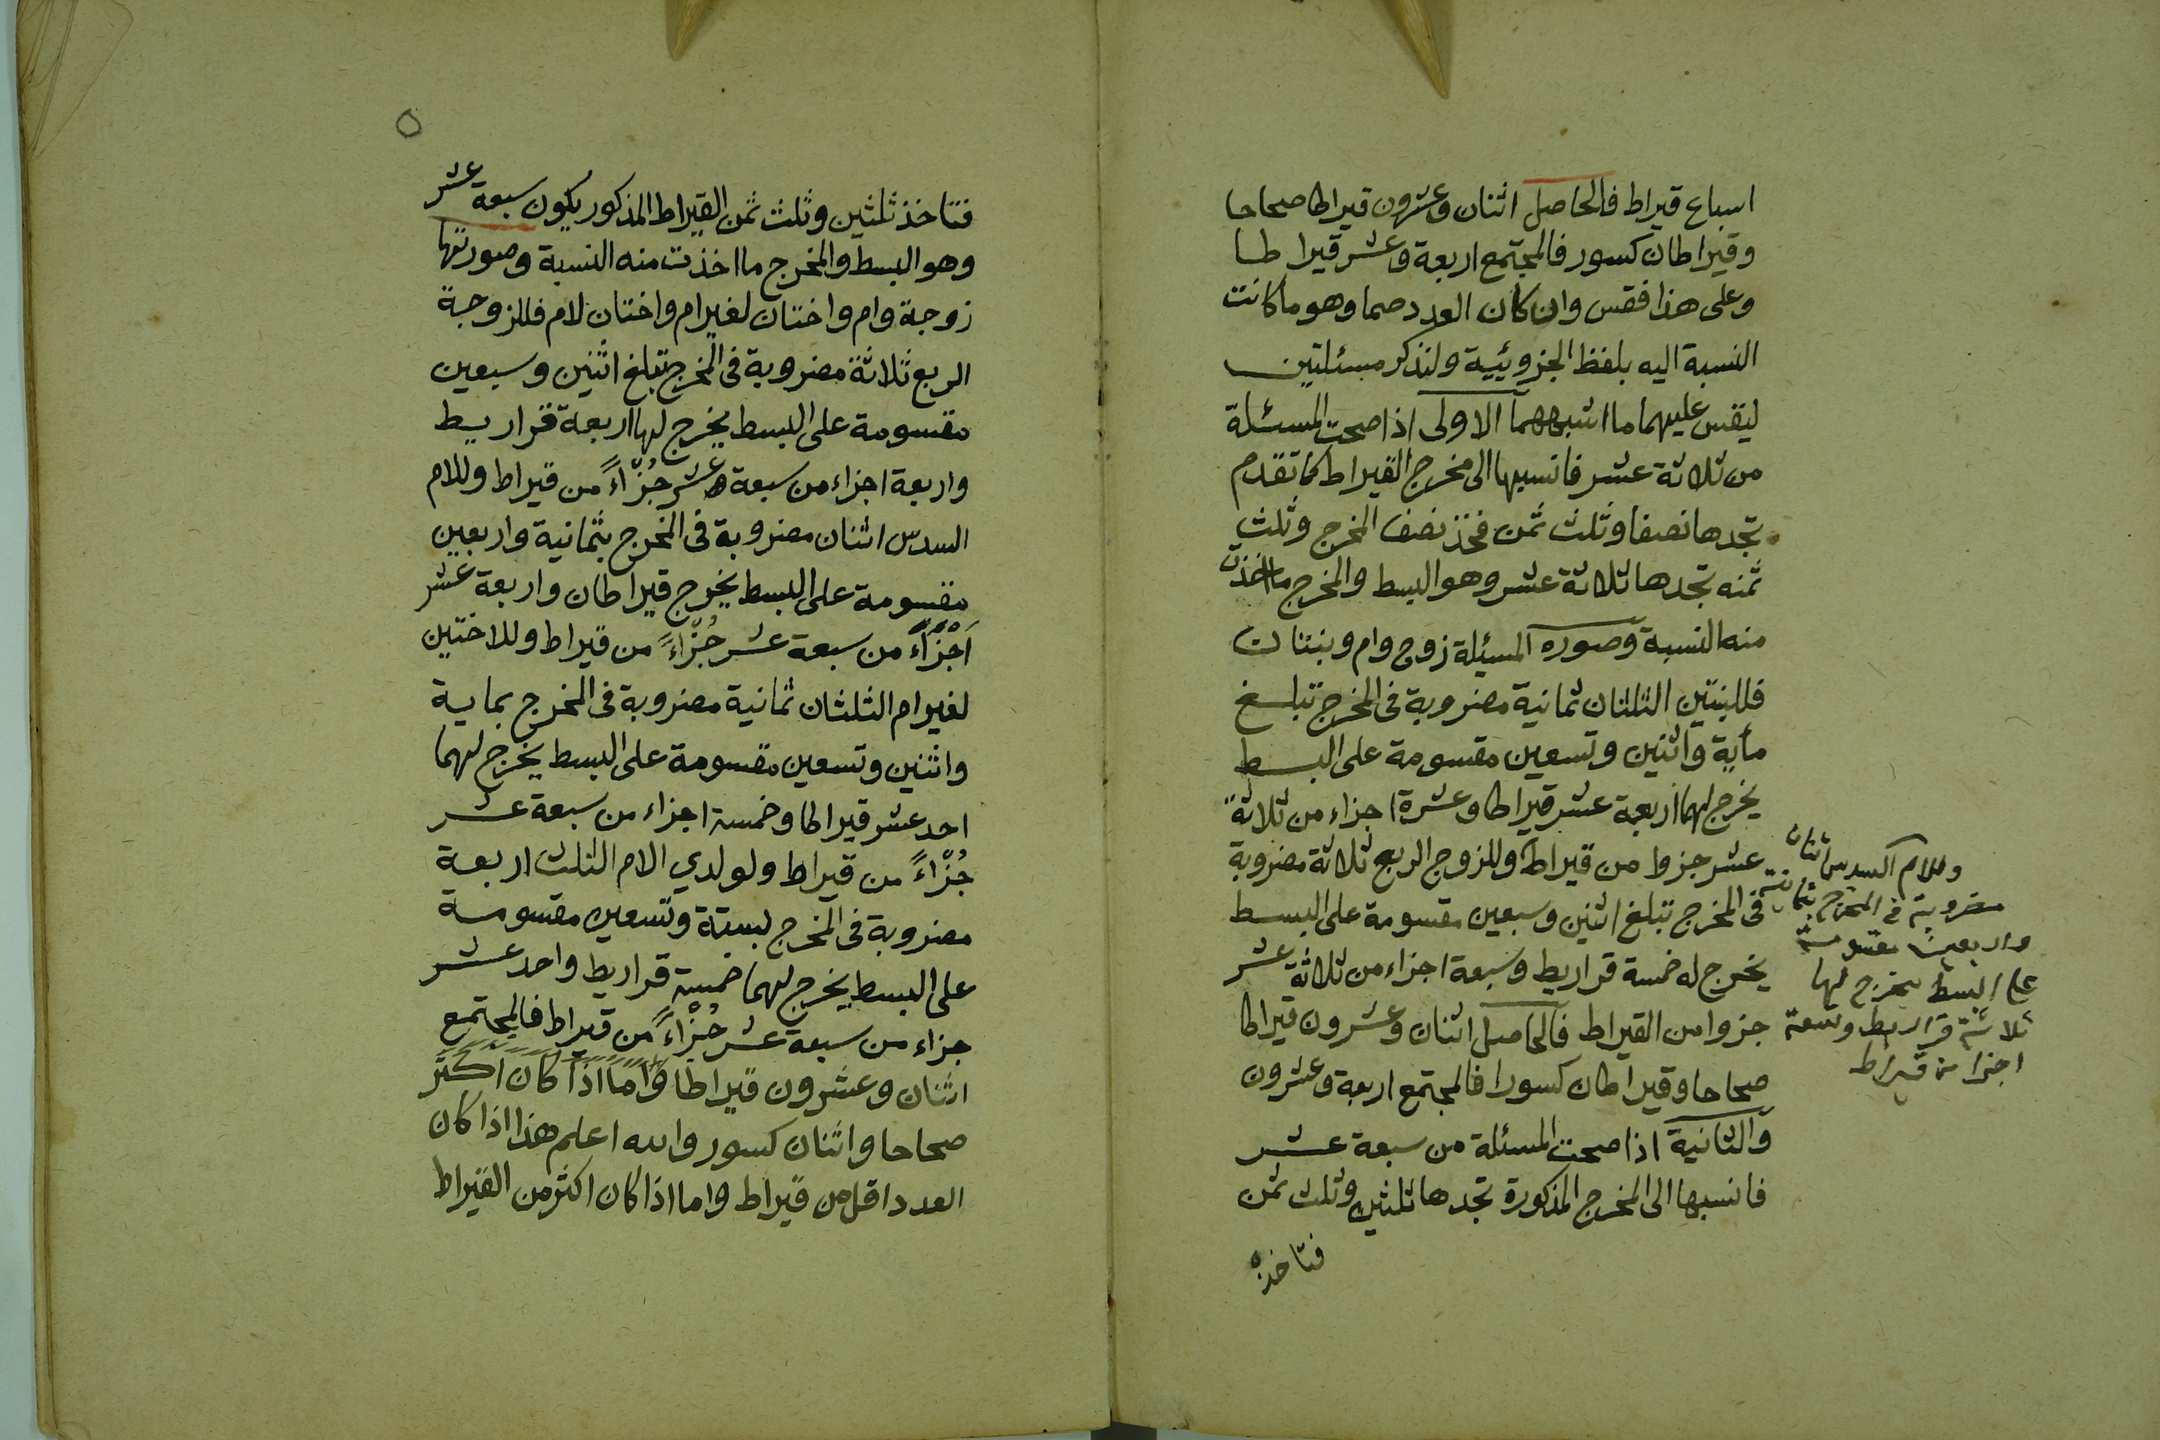 اسباع قيراط فالحاصل اثنان وعشرون قيراطا صحاحا
وقيراطان كسور فالمجتمع اربعة وعشر قيراطا
وعلى هذا فقس وان كان العدد صما وهو ما كانت
النسبة اليه بلفظ الجزويئية ولنذكر مسئلتين
ليقس عليهما ما اشبههما الاولى اذا صحت المسئلة
من ثلاثة عشر فانسبها الى مخرج القيراط كما تقدم
تجدها نصفا وثلث ثمن فخذ نصف المخرج وثلث
ثمنه تجدها ثلاثة عشر وهو البسط والمخرج ما اخذت
منه النسبة وصورة المسئلة زوج وام وبنتان
فللبنتين الثلثان ثمانية مضروبة فى المخرج تبلغ
مأية واثنين وتسعين مقسومة على البسط
يخرج لهما اربعة عشر قيراطا وعشرة اجزاء من ثلاثة
عشر جزوا من قيراط وللزوج الربع ثلاثة مضروبة
فى المخرج تبلغ اثنين وسبعين مقسومة على البسط
يخرج له خمسة قراريط وسبعة اجزاء من ثلاثة عشر
جزوا من القيراط فالحاصل اثنان وعشرون قيراطا
صحاحا وقيراطان كسورا فالمجتمع اربعة وعشرون
والثانية اذا صحت المسئلة من سبعة عشر
فانسبها الى المخرج المذكورة تجدها ثلثين وثلث ثمن
فتاخذ
وللام السدس اثنان
مضروبة فى المخرج بثمانية
واربعين مقسومة
على البسط يخرج لها
ثلاثة قراريط وتسعة
اجزا من قيراط
فتاخذ ثلثين وثلث ثمن القيراط المذكور يكون سبعة عشر
وهو البسط والمخرج ما اخذت منه النسبة وصورتها
زوجة وام واختان لغير ام واختان لام فللزوجة
الربع ثلاثة مضروبة فى المخرج تبلغ اثنين وسبعين
مقسومة على البسط يخرج لها اربعة قراريط
واربعة اجزاء من سبعة عشر جُزْاءً من قيراط وللام
السدس اثنان مضروبة فى المخرج بثمانية واربعين
مقسومة على البسط يخرج قيراطان واربعة عشر
اَجْزَاءً من سبعة عشر جُزْاءً من قيراط وللاختين
لغير ام الثلثان ثمانية مضروبة فى المخرج بماية
واثنين وتسعين مقسومة على البسط يخرج لهما
احد عشر قيراطا وخمسة اجزاء من سبعة عشر
جُزْاءً من قيراط ولولدي الام الثلث اربعة
مضروبة فى المخرج لبستة وتسعين مقسومة
على البسط يخرج لهما خمسة قراريط واحد عشر
جزاء من سبعة عشر جُزْاءً من قيراط فالمجتمع
اثنان وعشرون قيراطا واما اذا كان اكثر
صحاحا واثنان كسور والله اعلم هذا اذا كان
العدد اقل من قيراط واما اذا كان اكثر من القيراط